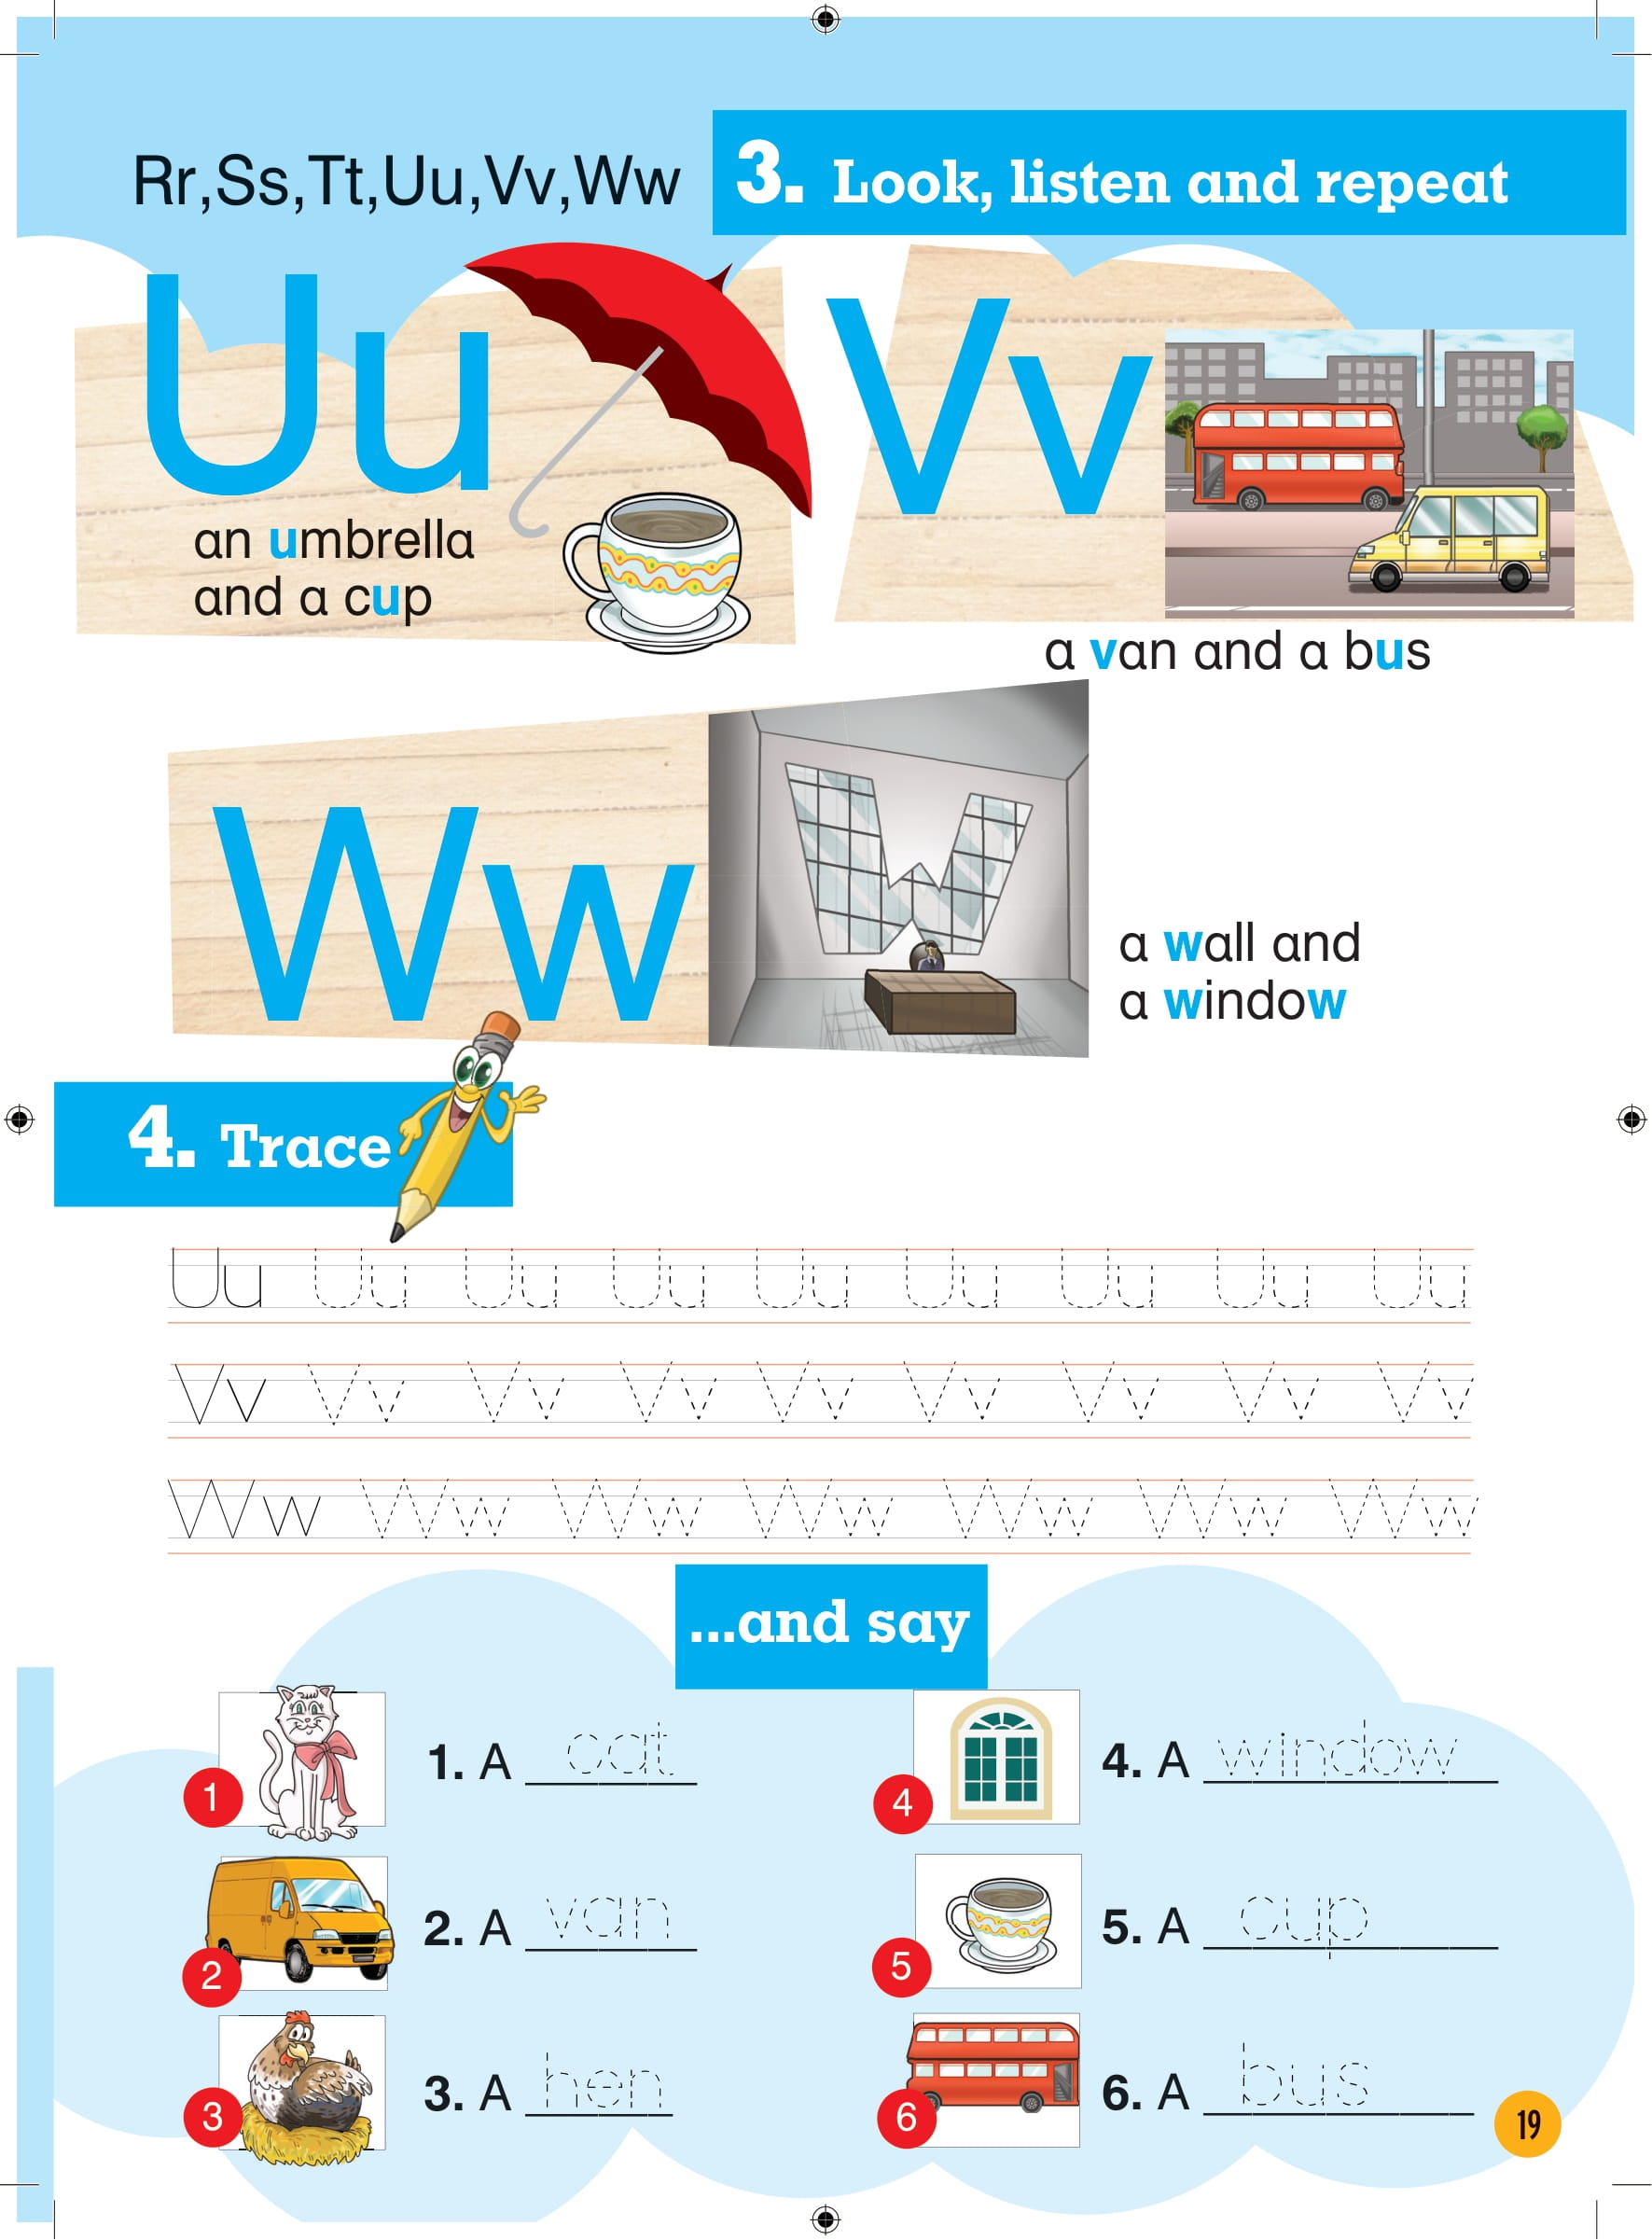 Rr,Ss,Tt,Uu,Vv,Ww
3. Look, listen and repeat
Uu
an umbrella
and a cup
Vv
a van and a bus
Ww
a wall and
a window
4. Trace
Uu Uu Uu Uu Uu Uu Uu Uu Uu
Vv Vv Vv Vv Vv Vv Vv Vv Vv
Ww Ww Ww Ww Ww Ww Ww
...and say
1
1. A cat
2
2. A van
3
3. A hen
4
4. A window
5
5. A cup
6
6. A bus
19